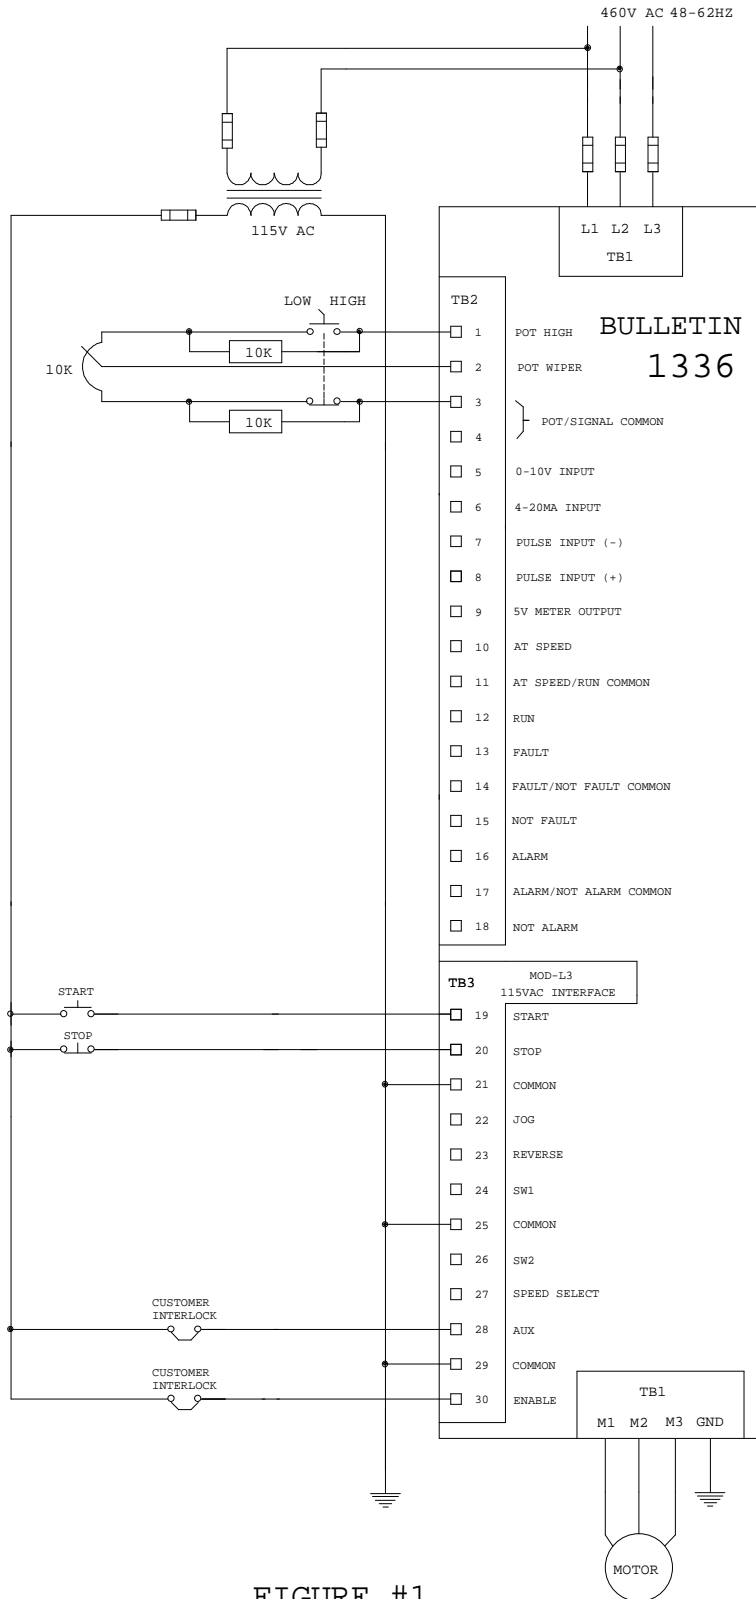 460V AC 48-62HZ
115V AC
L1 L2 L3
TB1
LOW HIGH
TB2
BULLETIN
1336
10K
10K
10K
1 POT HIGH
2 POT WIPER
3
POT/SIGNAL COMMON
4
5 0-10V INPUT
6 4-20MA INPUT
7 PULSE INPUT (-)
8 PULSE INPUT (+)
9 5V METER OUTPUT
10 AT SPEED
11 AT SPEED/RUN COMMON
12 RUN
13 FAULT
14 FAULT/NOT FAULT COMMON
15 NOT FAULT
16 ALARM
17 ALARM/NOT ALARM COMMON
18 NOT ALARM
TB3
MOD-L3
115VAC INTERFACE
START
19 START
STOP
20 STOP
21 COMMON
22 JOG
23 REVERSE
24 SW1
25 COMMON
26 SW2
27 SPEED SELECT
CUSTOMER
INTERLOCK
28 AUX
29 COMMON
CUSTOMER
INTERLOCK
30 ENABLE
TB1
M1 M2 M3 GND
MOTOR
FIGURE #1